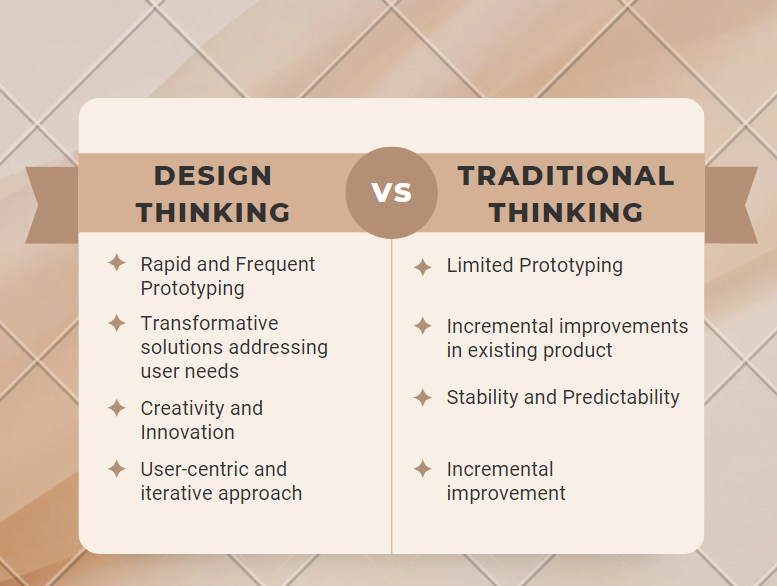 DESIGN
THINKING
VS
TRADITIONAL
THINKING
Rapid and Frequent
Prototyping
Transformative
solutions addressing
user needs
Creativity and
Innovation
User-centric and
iterative approach
Limited Prototyping
Incremental improvements
in existing product
Stability and Predictability
Incremental
improvement